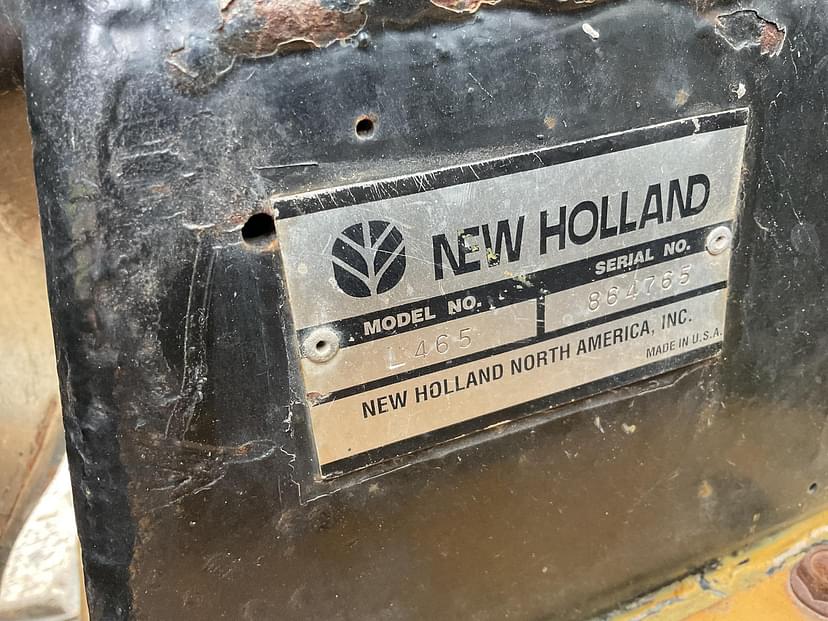 NEW HOLLAND
MODEL NO. SERIAL NO.
L465 864765
NEW HOLLAND NORTH AMERICA, INC.
MADE IN U.S.A.